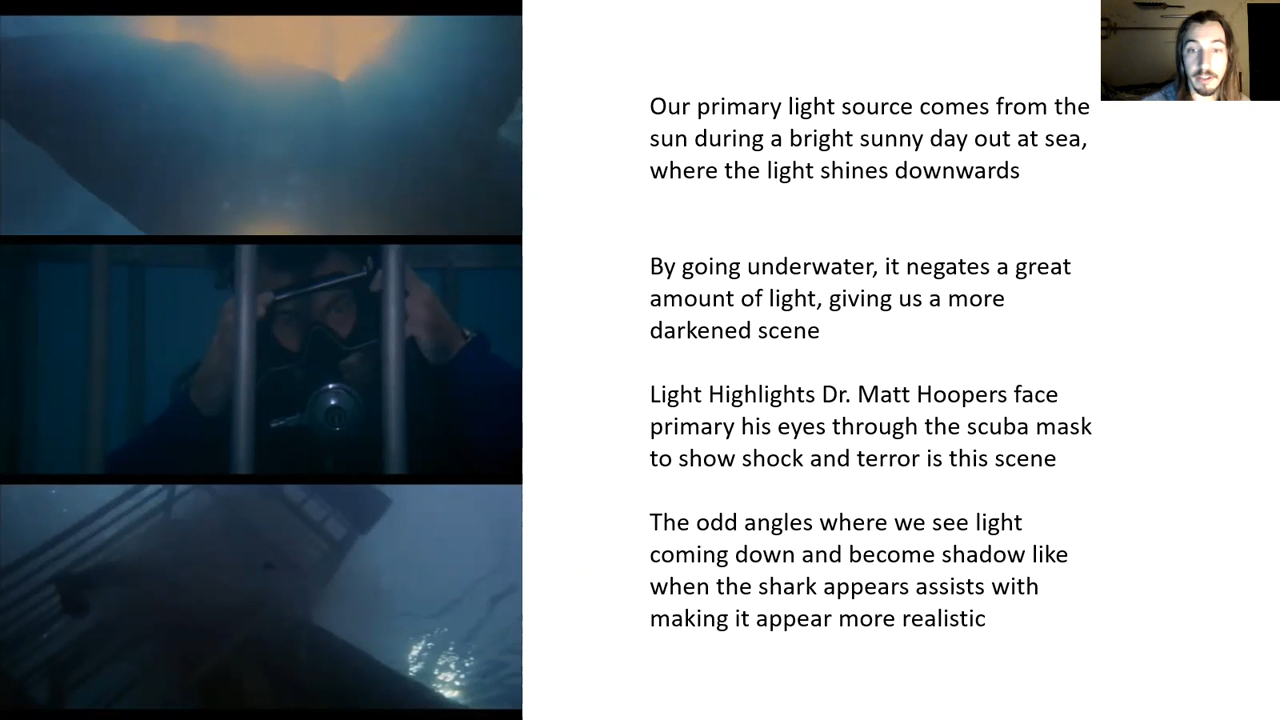 Our primary light source comes from the
sun during a bright sunny day out at sea,
where the light shines downwards
By going underwater, it negates a great
amount of light, giving us a more
darkened scene
Light Highlights Dr. Matt Hoopers face
primary his eyes through the scuba mask
to show shock and terror is this scene
The odd angles where we see light
coming down and become shadow like
when the shark appears assists with
making it appear more realistic